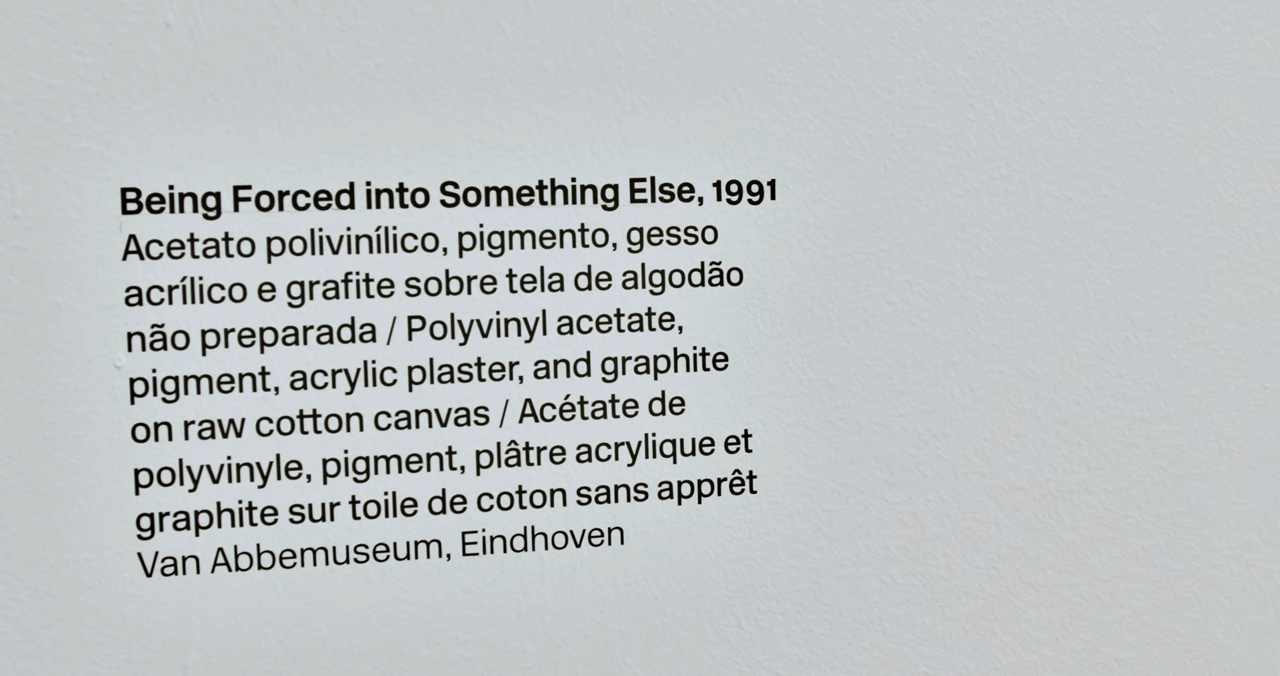 Being Forced into Something Else, 1991
Acetato polivinílico, pigmento, gesso
acrílico e grafite sobre tela de algodão
não preparada / Polyvinyl acetate,
pigment, acrylic plaster, and graphite
on raw cotton canvas / Acétate de
polyvinyle, pigment, plâtre acrylique et
graphite sur toile de coton sans apprêt
Van Abbemuseum, Eindhoven